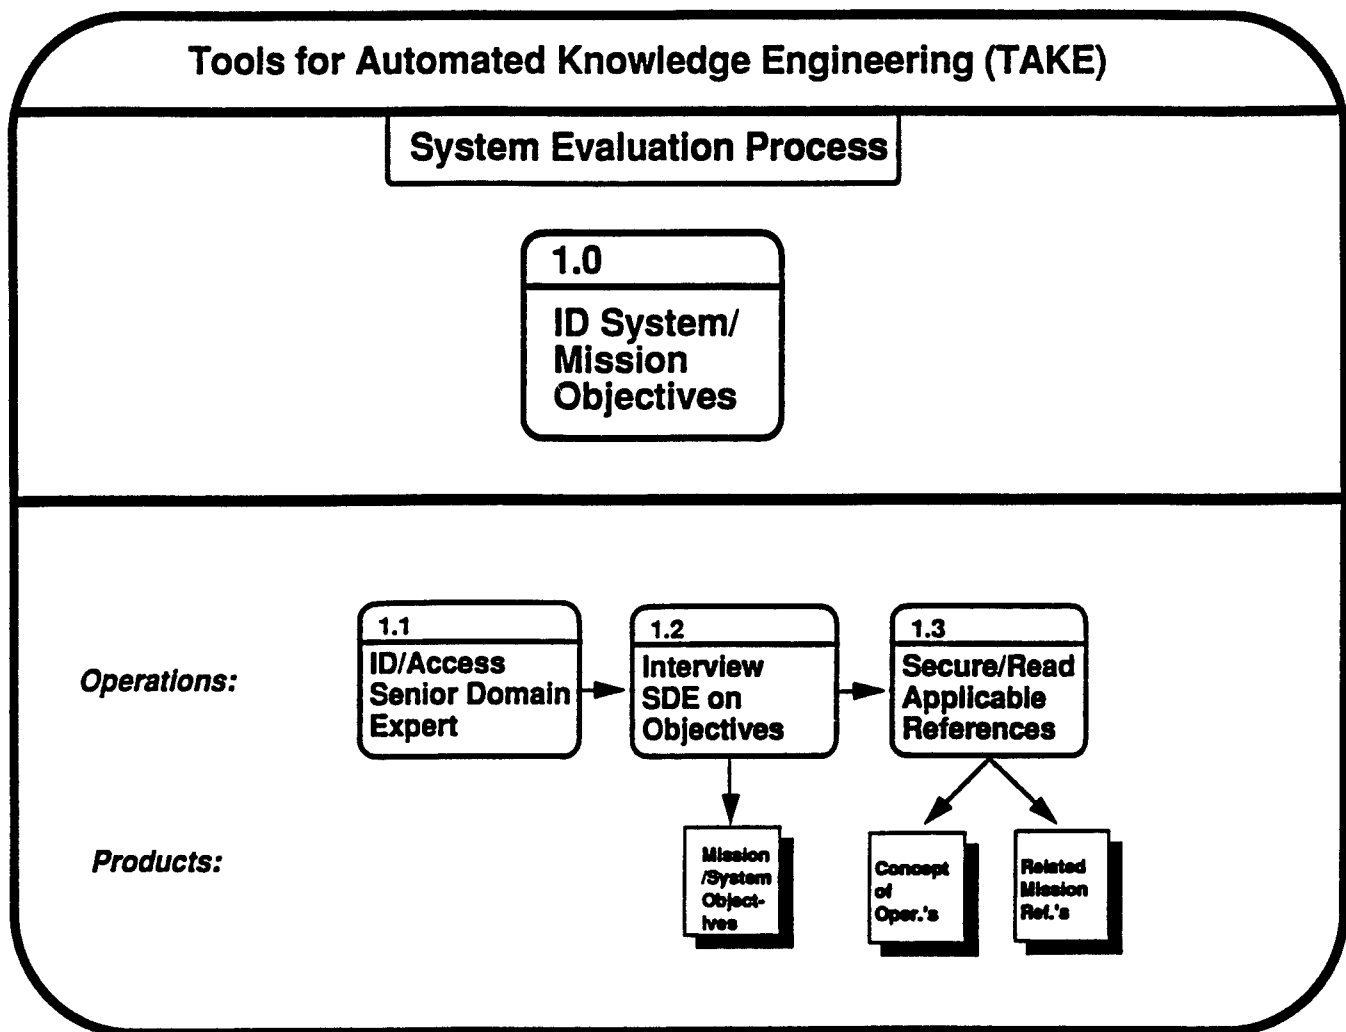 Tools for Automated Knowledge Engineering (TAKE)
System Evaluation Process
1.0
ID System/
Mission
Objectives
Operations:
1.1
ID/Access
Senior Domain
Expert
1.2
Interview
SDE on
Objectives
1.3
Secure/Read
Applicable
References
Products:
Mission
/System
Object-
ives
Concept
of
Oper.'s
Related
Mission
Ref.'s